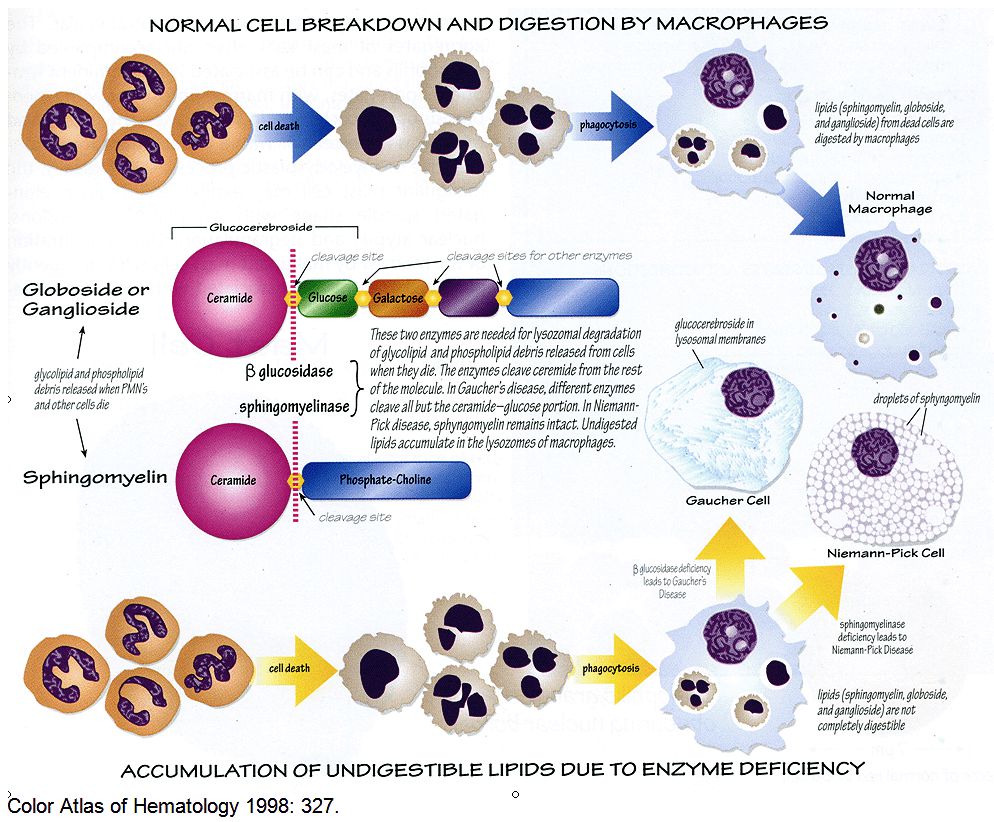 NORMAL CELL BREAKDOWN AND DIGESTION BY MACROPHAGES
cell death
phagocytosis
lipids (sphingomyelin, globoside,
and ganglioside) from dead cells are
digested by macrophages
Normal
Macrophage
Glucocerebroside
cleavage site
cleavage sites for other enzymes
Globoside or
Ganglioside
Ceramide
Glucose
Galactose
glycolipid and phospholipid
debris released when PMN's
and other cells die
β glucosidase
sphingomyelinase
These two enzymes are needed for lysozomal degradation
of glycolipid and phospholipid debris released from cells
when they die. The enzymes cleave ceremide from the rest
of the molecule. In Gaucher's disease, different enzymes
cleave all but the ceramide–glucose portion. In Niemann-
Pick disease, sphyngomyelin remains intact. Undigested
lipids accumulate in the lysozomes of macrophages.
glucocerebroside in
lysosomal membranes
droplets of sphyngomyelin
Sphingomyelin
Ceramide
Phosphate-Choline
cleavage site
Gaucher Cell
Niemann-Pick Cell
β glucosidase deficiency
leads to Gaucher's
Disease
sphingomyelinase
deficiency leads to
Niemann-Pick Disease
cell death
phagocytosis
lipids (sphingomyelin, globoside,
and ganglioside) are not
completely digestible
ACCUMULATION OF UNDIGESTIBLE LIPIDS DUE TO ENZYME DEFICIENCY
Color Atlas of Hematology 1998: 327.